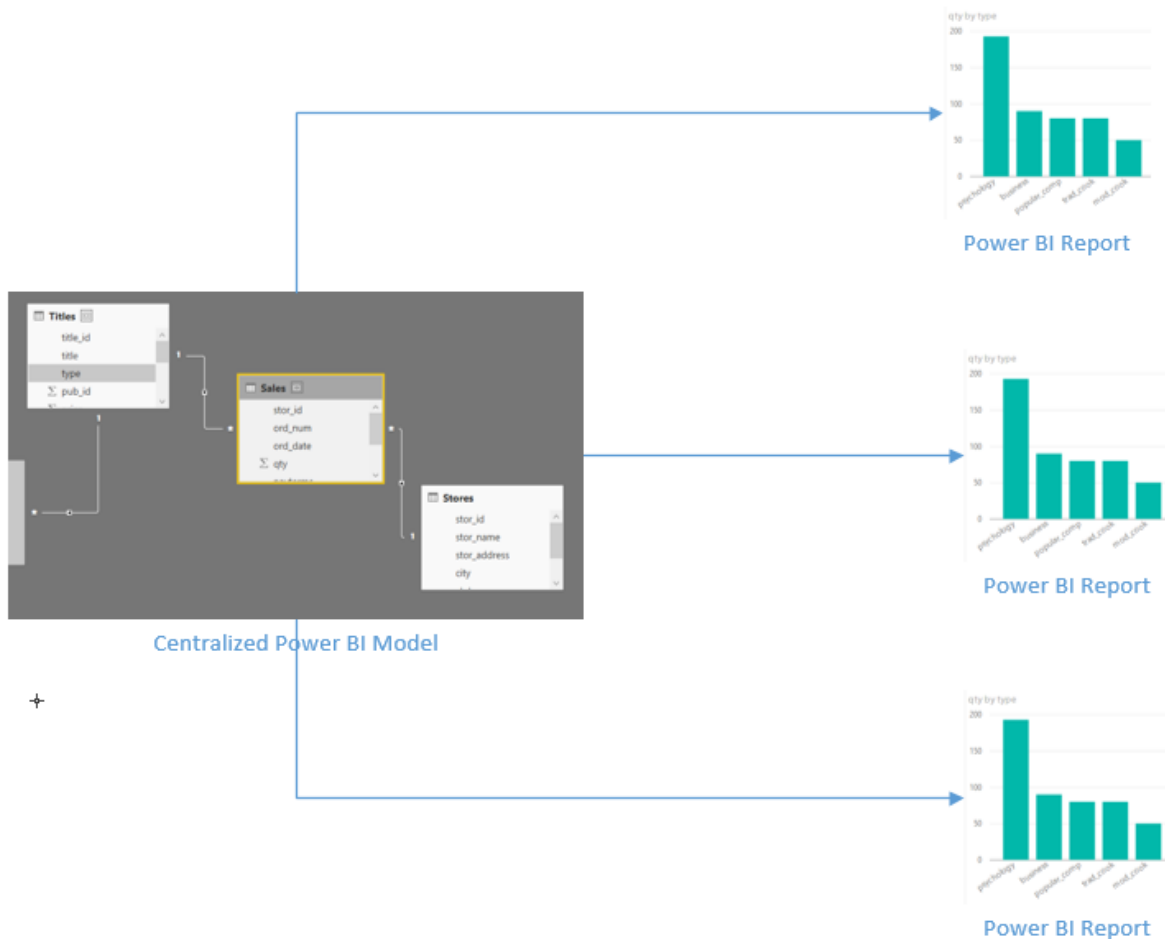 qty by type
200
150
100
50
0
psychology
business
popular_comp
trad_cook
mod_cook
Power BI Report
Titles
title_id
title
type
Σ pub_id
1
1
*
*
Sales
stor_id
ord_num
ord_date
Σ qty
*
1
Stores
stor_id
stor_name
stor_address
city
Centralized Power BI Model
qty by type
200
150
100
50
0
psychology
business
popular_comp
trad_cook
mod_cook
Power BI Report
qty by type
200
150
100
50
0
psychology
business
popular_comp
trad_cook
mod_cook
Power BI Report